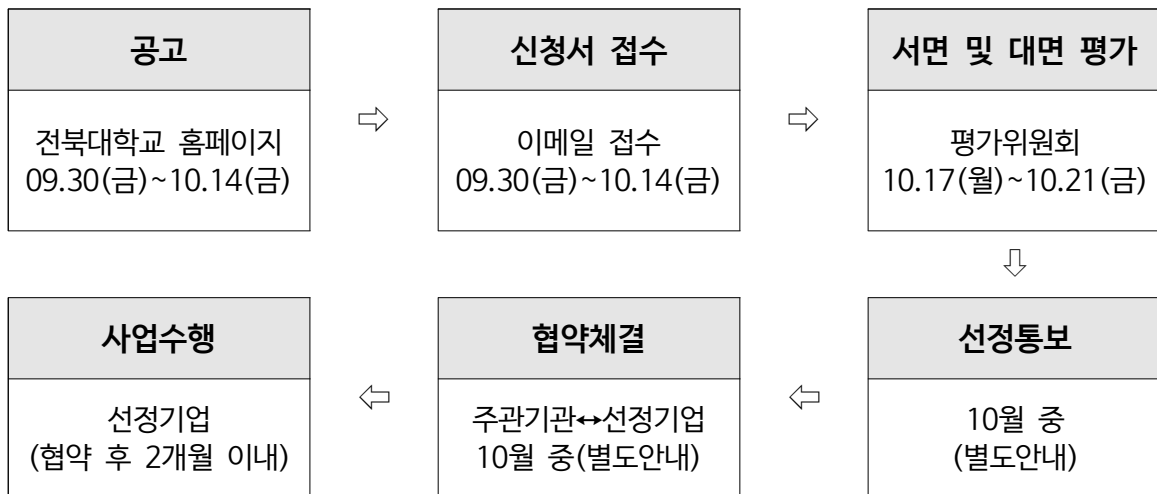 공고
전북대학교 홈페이지
09.30(금)~10.14(금)
⇨
신청서 접수
이메일 접수
09.30(금)~10.14(금)
⇨
서면 및 대면 평가
평가위원회
10.17(월)~10.21(금)
⇩
선정통보
10월 중
(별도안내)
⇦
협약체결
주관기관↔선정기업
10월 중(별도안내)
⇦
사업수행
선정기업
(협약 후 2개월 이내)